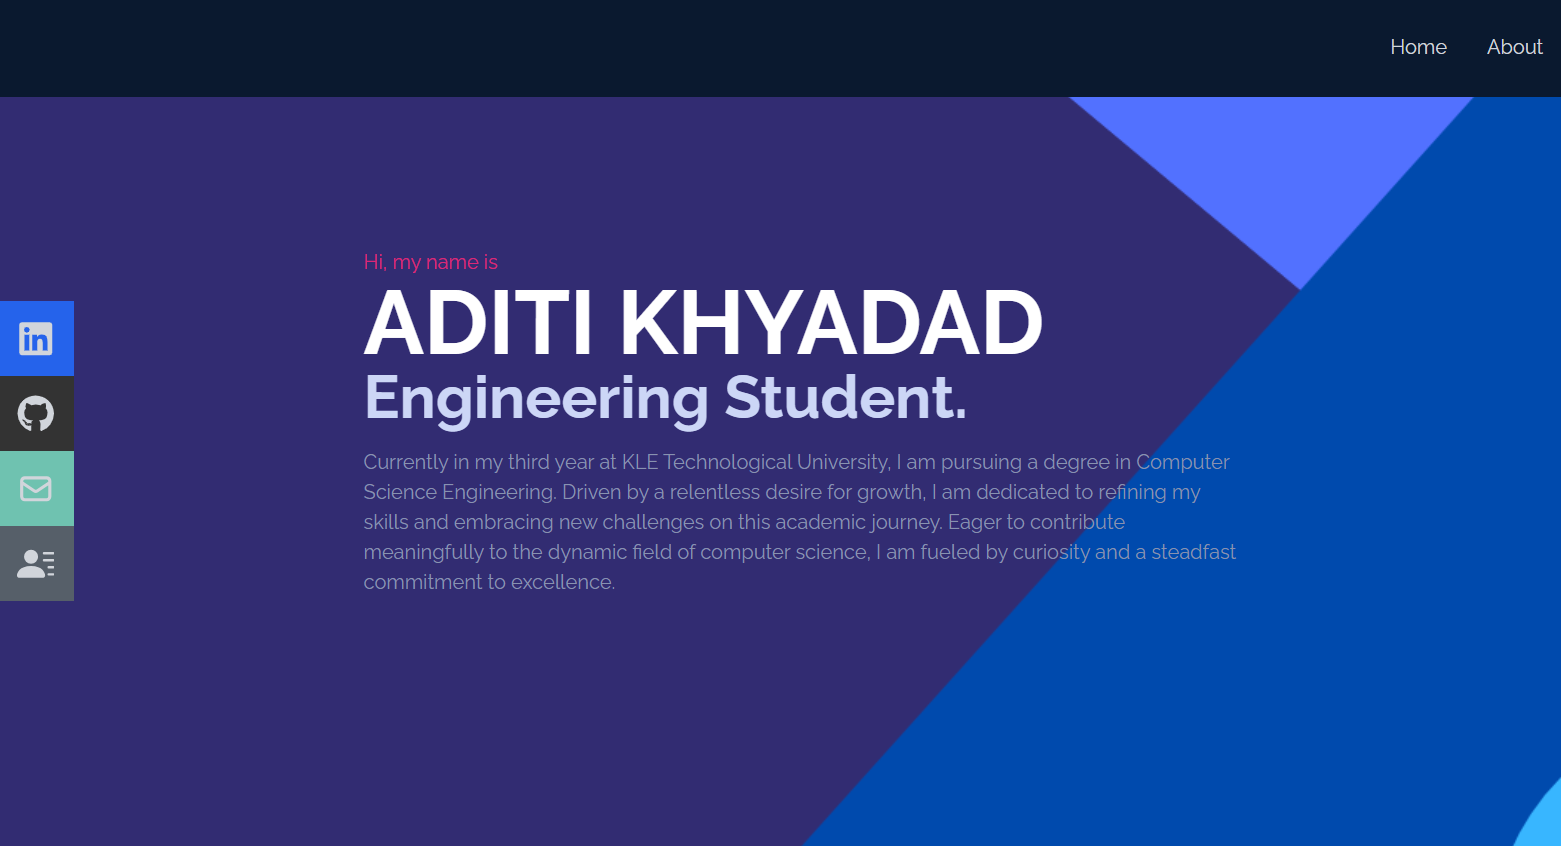 Home About
Hi, my name is
ADITI KHYADAD
Engineering Student.
Currently in my third year at KLE Technological University, I am pursuing a degree in Computer
Science Engineering. Driven by a relentless desire for growth, I am dedicated to refining my
skills and embracing new challenges on this academic journey. Eager to contribute
meaningfully to the dynamic field of computer science, I am fueled by curiosity and a steadfast
commitment to excellence.
in